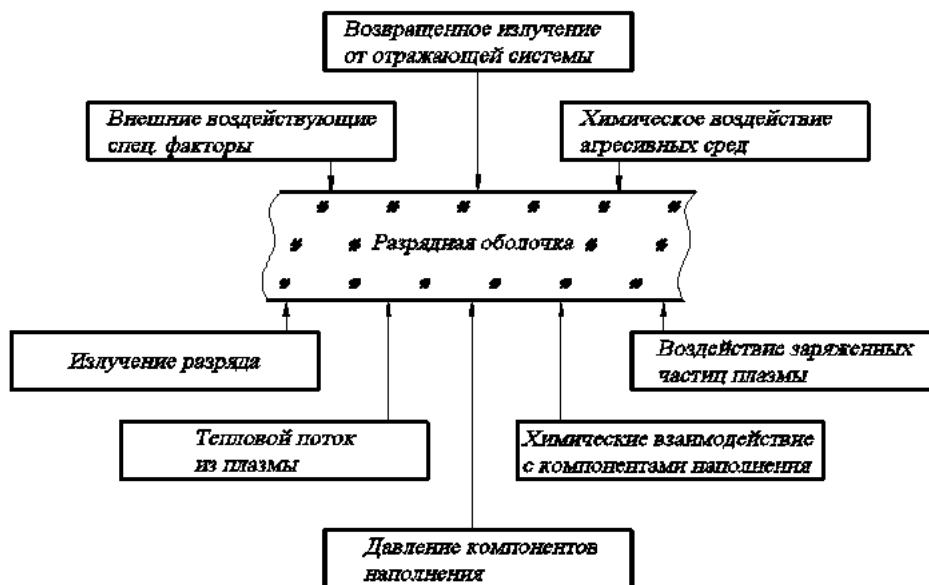 Возвращенное излучение
от отражающей системы
Внешние воздействующие
спец. факторы
Химическое воздействие
агресивных сред
Разрядная оболочка
Излучение разряда
Воздействие заряженных
частиц плазмы
Тепловой поток
из плазмы
Химические взаимодействие
с компонентами наполнения
Давление компонентов
наполнения